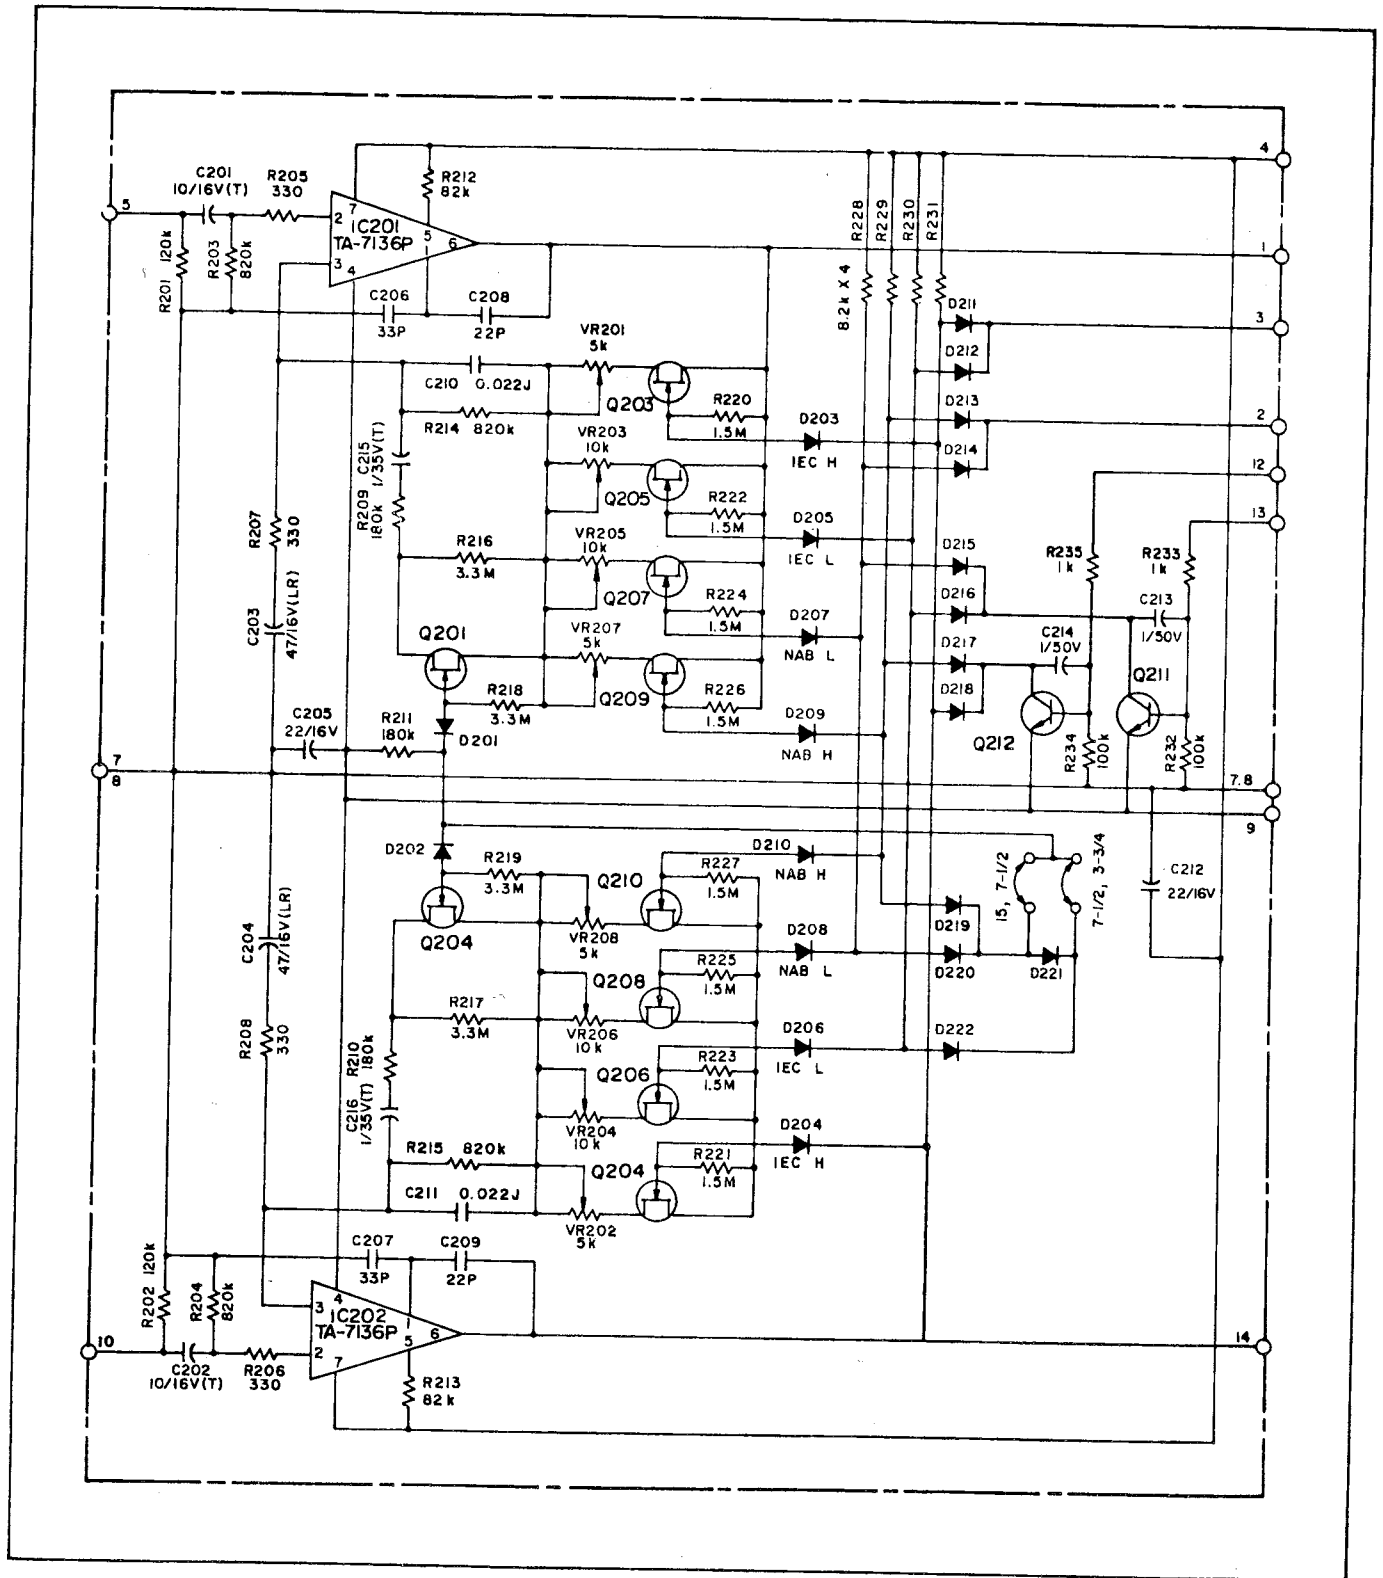 4
C201
10/16V(T)
R205
330
R212
82k
5
7
2
IC201
TA-7136P
5
6
3
4
R201 120k
R203
820k
C206
33P
C208
22P
R228
R229
R230
R231
8.2k X 4
1
D211
3
D212
VR201
5k
C210 0.022J
Q203
R220
1.5M
D203
IEC H
D213
2
D214
R214 820k
C215
1/35V(T)
R209
180k
VR203
10k
Q205
R222
1.5M
D205
IEC L
12
13
R207
330
R216
3.3M
VR205
10k
Q207
R224
1.5M
D207
NAB L
D215
D216
R235
1k
R233
1k
C213
1/50V
C203
47/16V(LR)
Q201
VR207
5k
Q209
R226
1.5M
D209
NAB H
D217
D218
C214
1/50V
Q211
Q212
R218
3.3M
D201
C205
22/16V
R211
180k
R234
100k
R232
100k
7
8
7.8
9
D202
R219
3.3M
Q210
R227
1.5M
D210
NAB H
15, 7-1/2
7-1/2, 3-3/4
C212
22/16V
Q204
VR208
5k
D219
C204
47/16V(LR)
Q208
R225
1.5M
D208
NAB L
D220
D221
R208
330
R217
3.3M
VR206
10k
R210
180k
C216
1/35V(T)
Q206
R223
1.5M
D206
IEC L
D222
VR204
10k
R215 820k
Q204
R221
1.5M
D204
IEC H
C211 0.022J
VR202
5k
R202 120k
R204
820k
C207
33P
C209
22P
3
4
IC202
TA-7136P
5
6
2
7
10
14
C202
10/16V(T)
R206
330
R213
82k